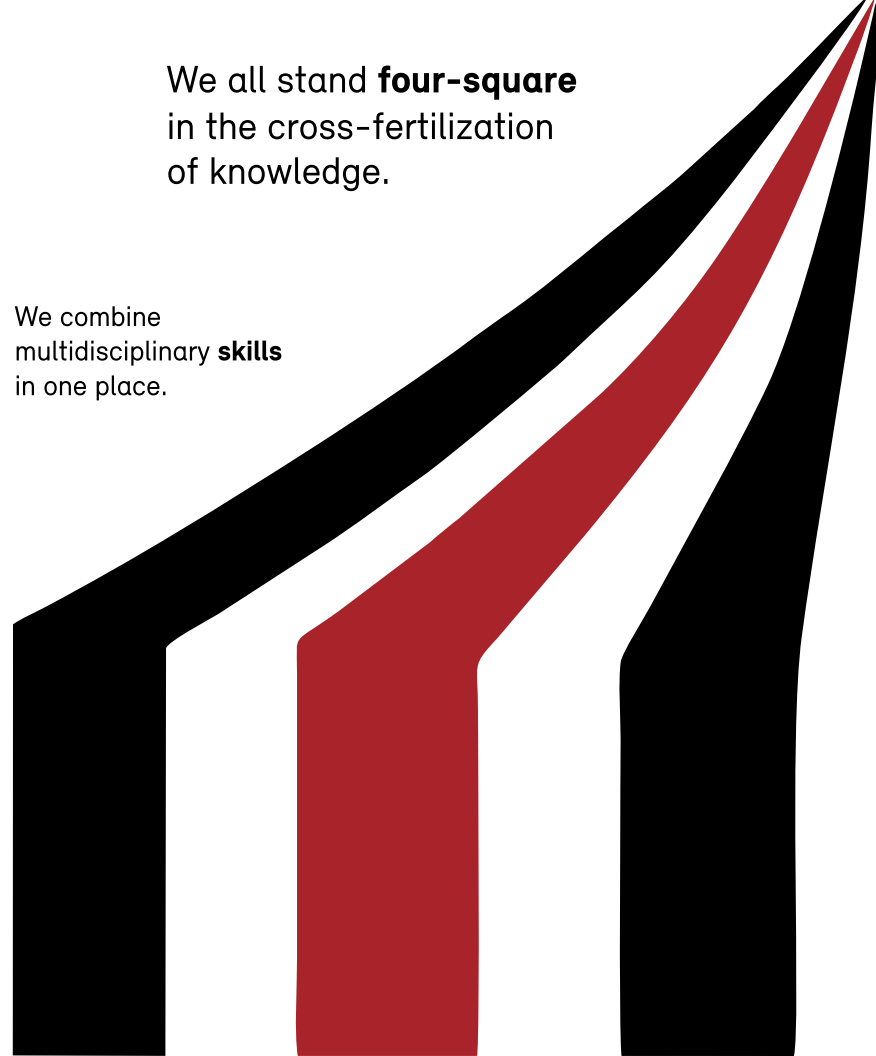 We all stand four-square
in the cross-fertilization
of knowledge.
We combine
multidisciplinary skills
in one place.